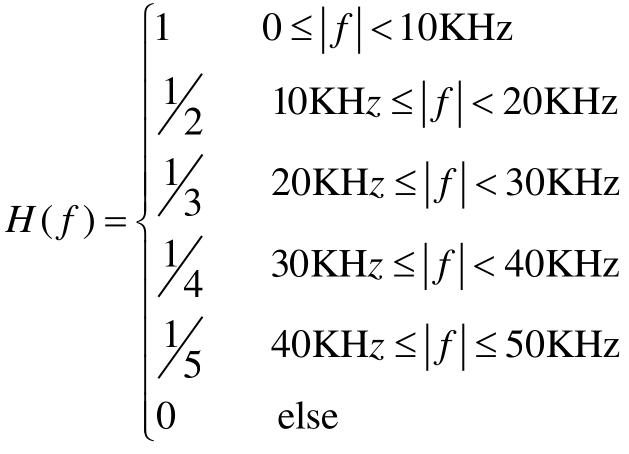 1 0 ≤ |f| < 10KHz
1/2 10KHz ≤ |f| < 20KHz
1/3 20KHz ≤ |f| < 30KHz
H(f) =
1/4 30KHz ≤ |f| < 40KHz
1/5 40KHz ≤ |f| ≤ 50KHz
0 else